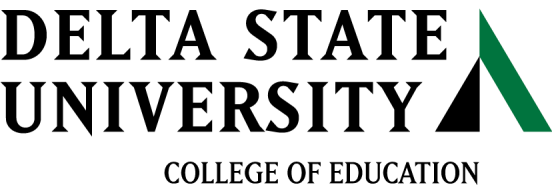 DELTA STATE
UNIVERSITY
COLLEGE OF EDUCATION